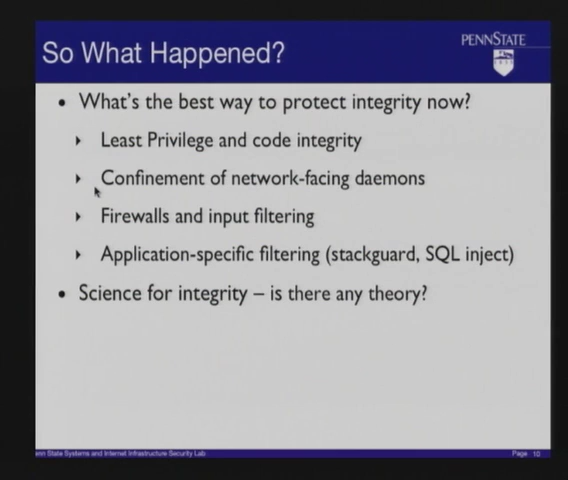 PENNSTATE
So What Happened?
• What's the best way to protect integrity now?
‣ Least Privilege and code integrity
‣ Confinement of network-facing daemons
‣ Firewalls and input filtering
‣ Application-specific filtering (stackguard, SQL inject)
• Science for integrity – is there any theory?
enn State Systems and Internet Infrastructure Security Lab
Page 10